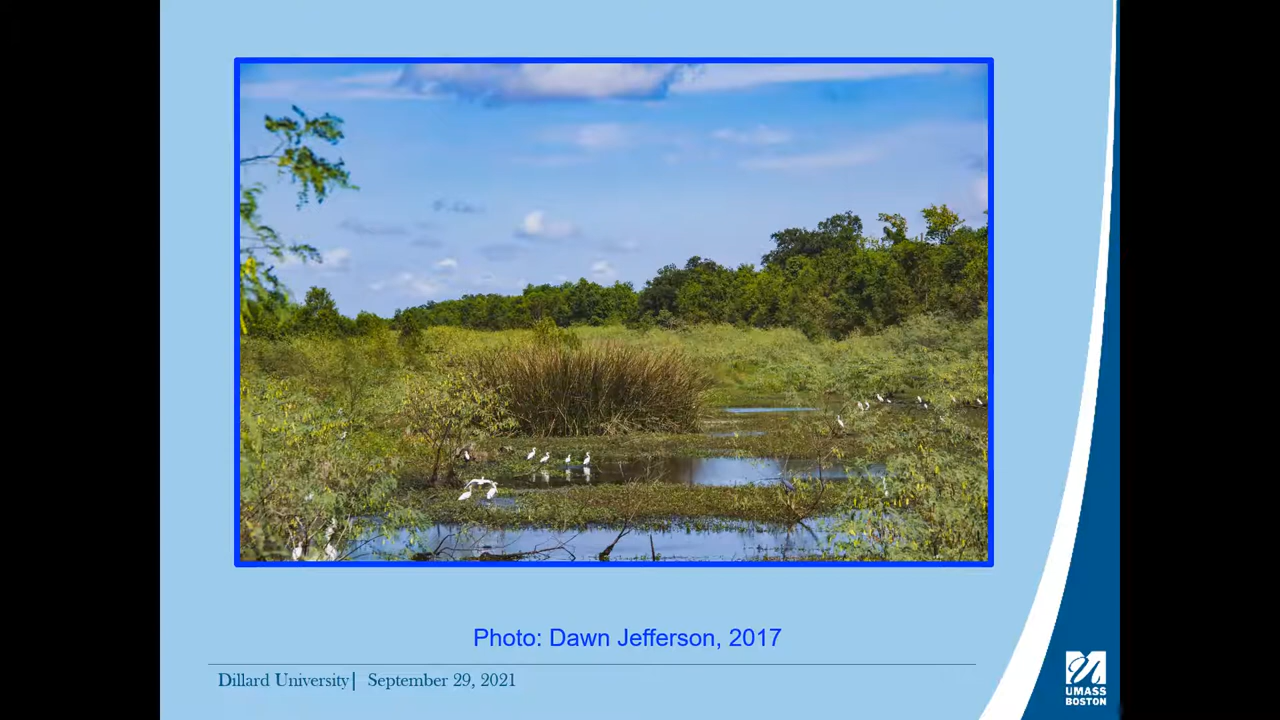 Photo: Dawn Jefferson, 2017
Dillard University| September 29, 2021
UMASS
BOSTON